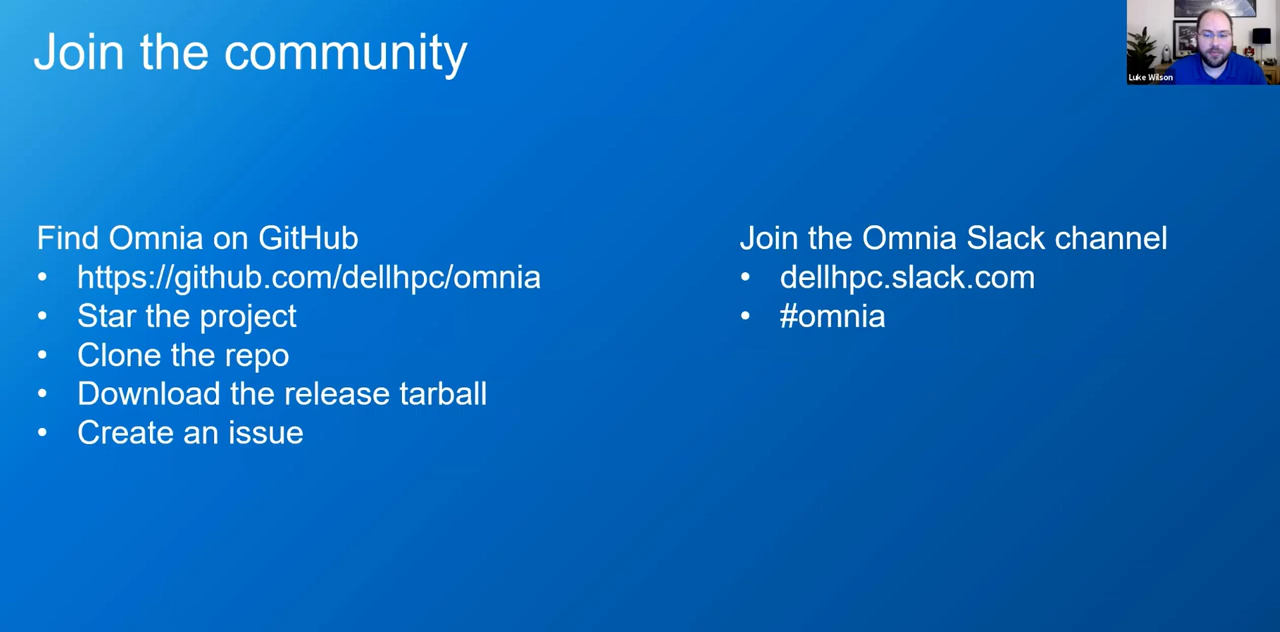 Join the community
Luke Wilson
Find Omnia on GitHub
• https://github.com/dellhpc/omnia
• Star the project
• Clone the repo
• Download the release tarball
• Create an issue
Join the Omnia Slack channel
• dellhpc.slack.com
• #omnia